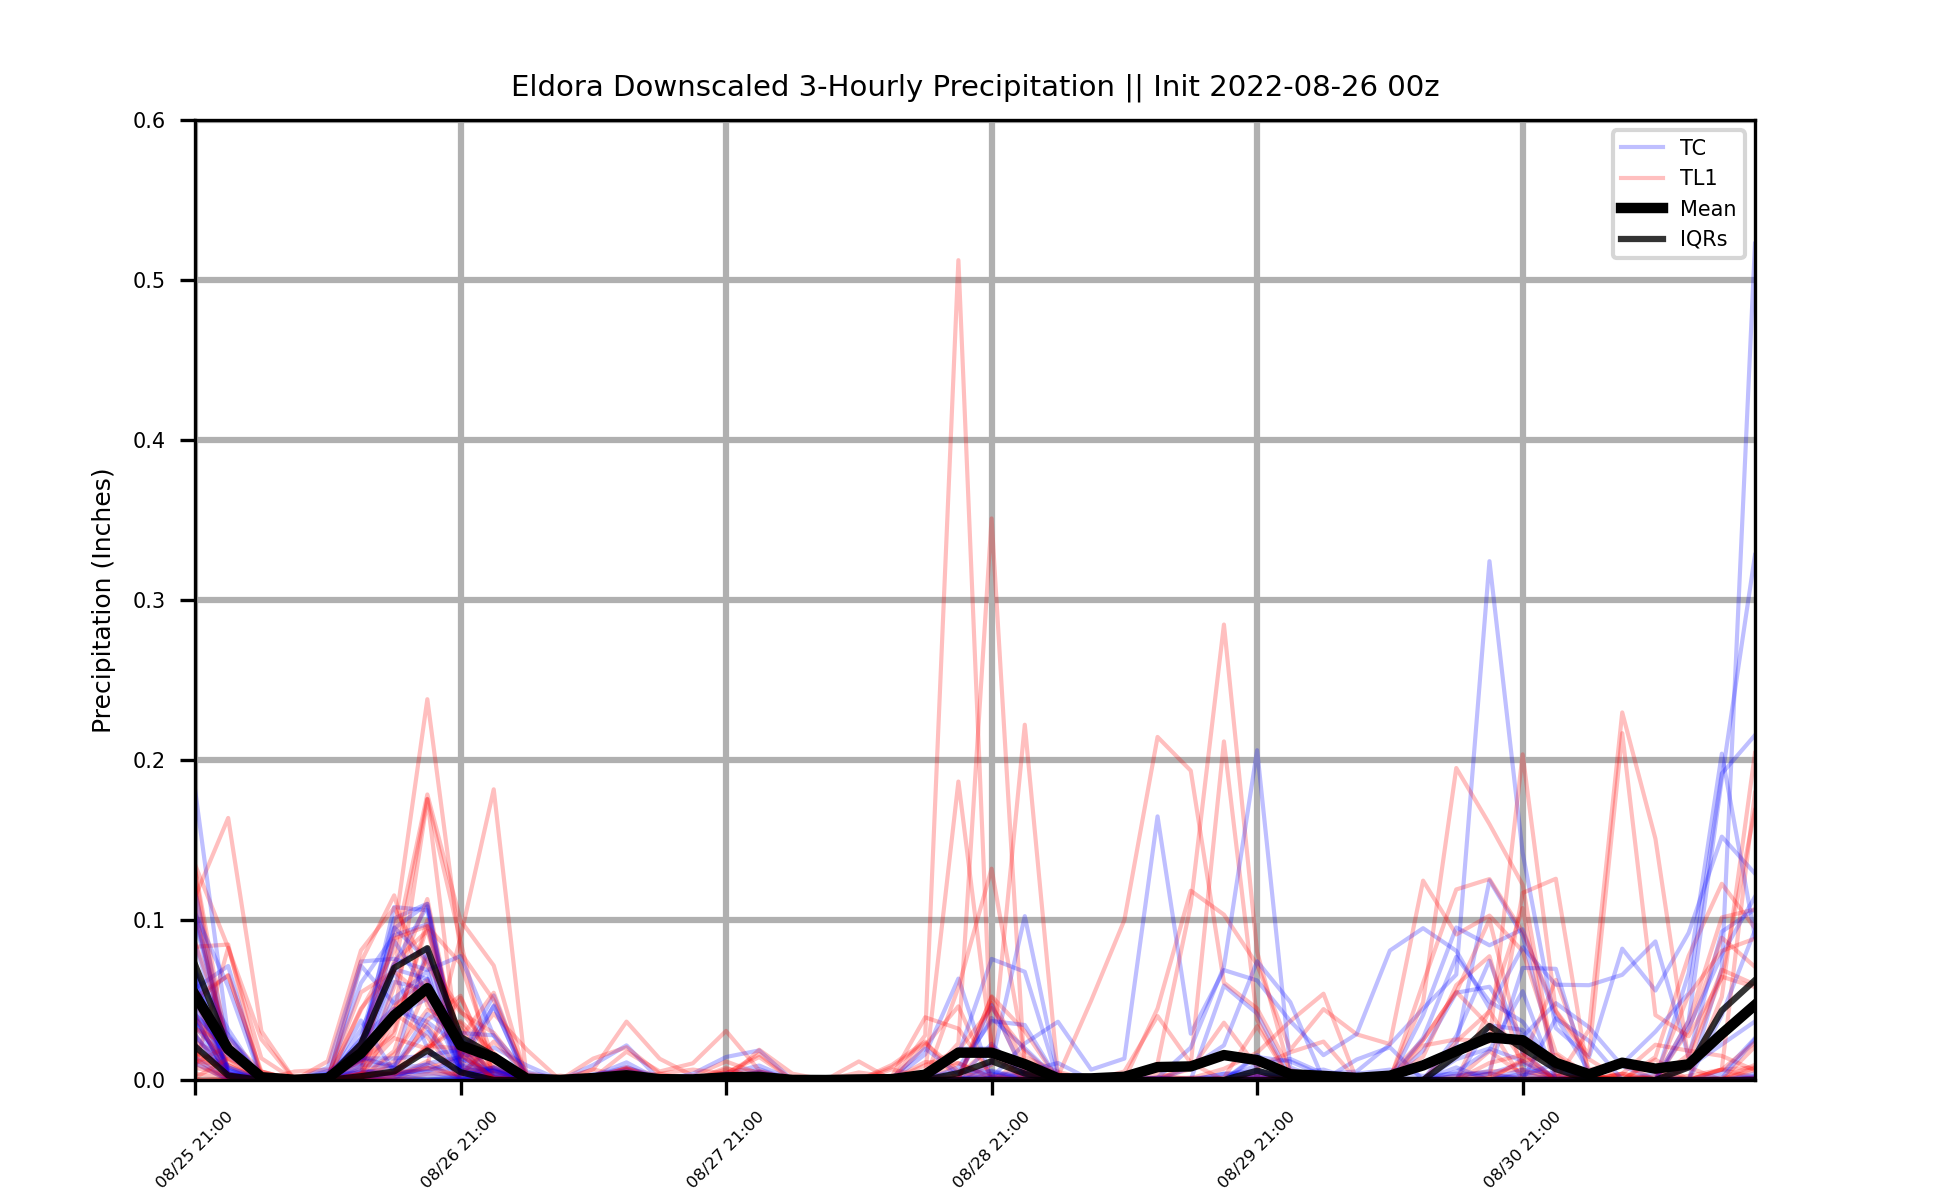 Eldora Downscaled 3-Hourly Precipitation || Init 2022-08-26 00z
Precipitation (Inches)
0.6
0.5
0.4
0.3
0.2
0.1
0.0
TC
TL1
Mean
IQRs
08/25 21:00
08/26 21:00
08/27 21:00
08/28 21:00
08/29 21:00
08/30 21:00